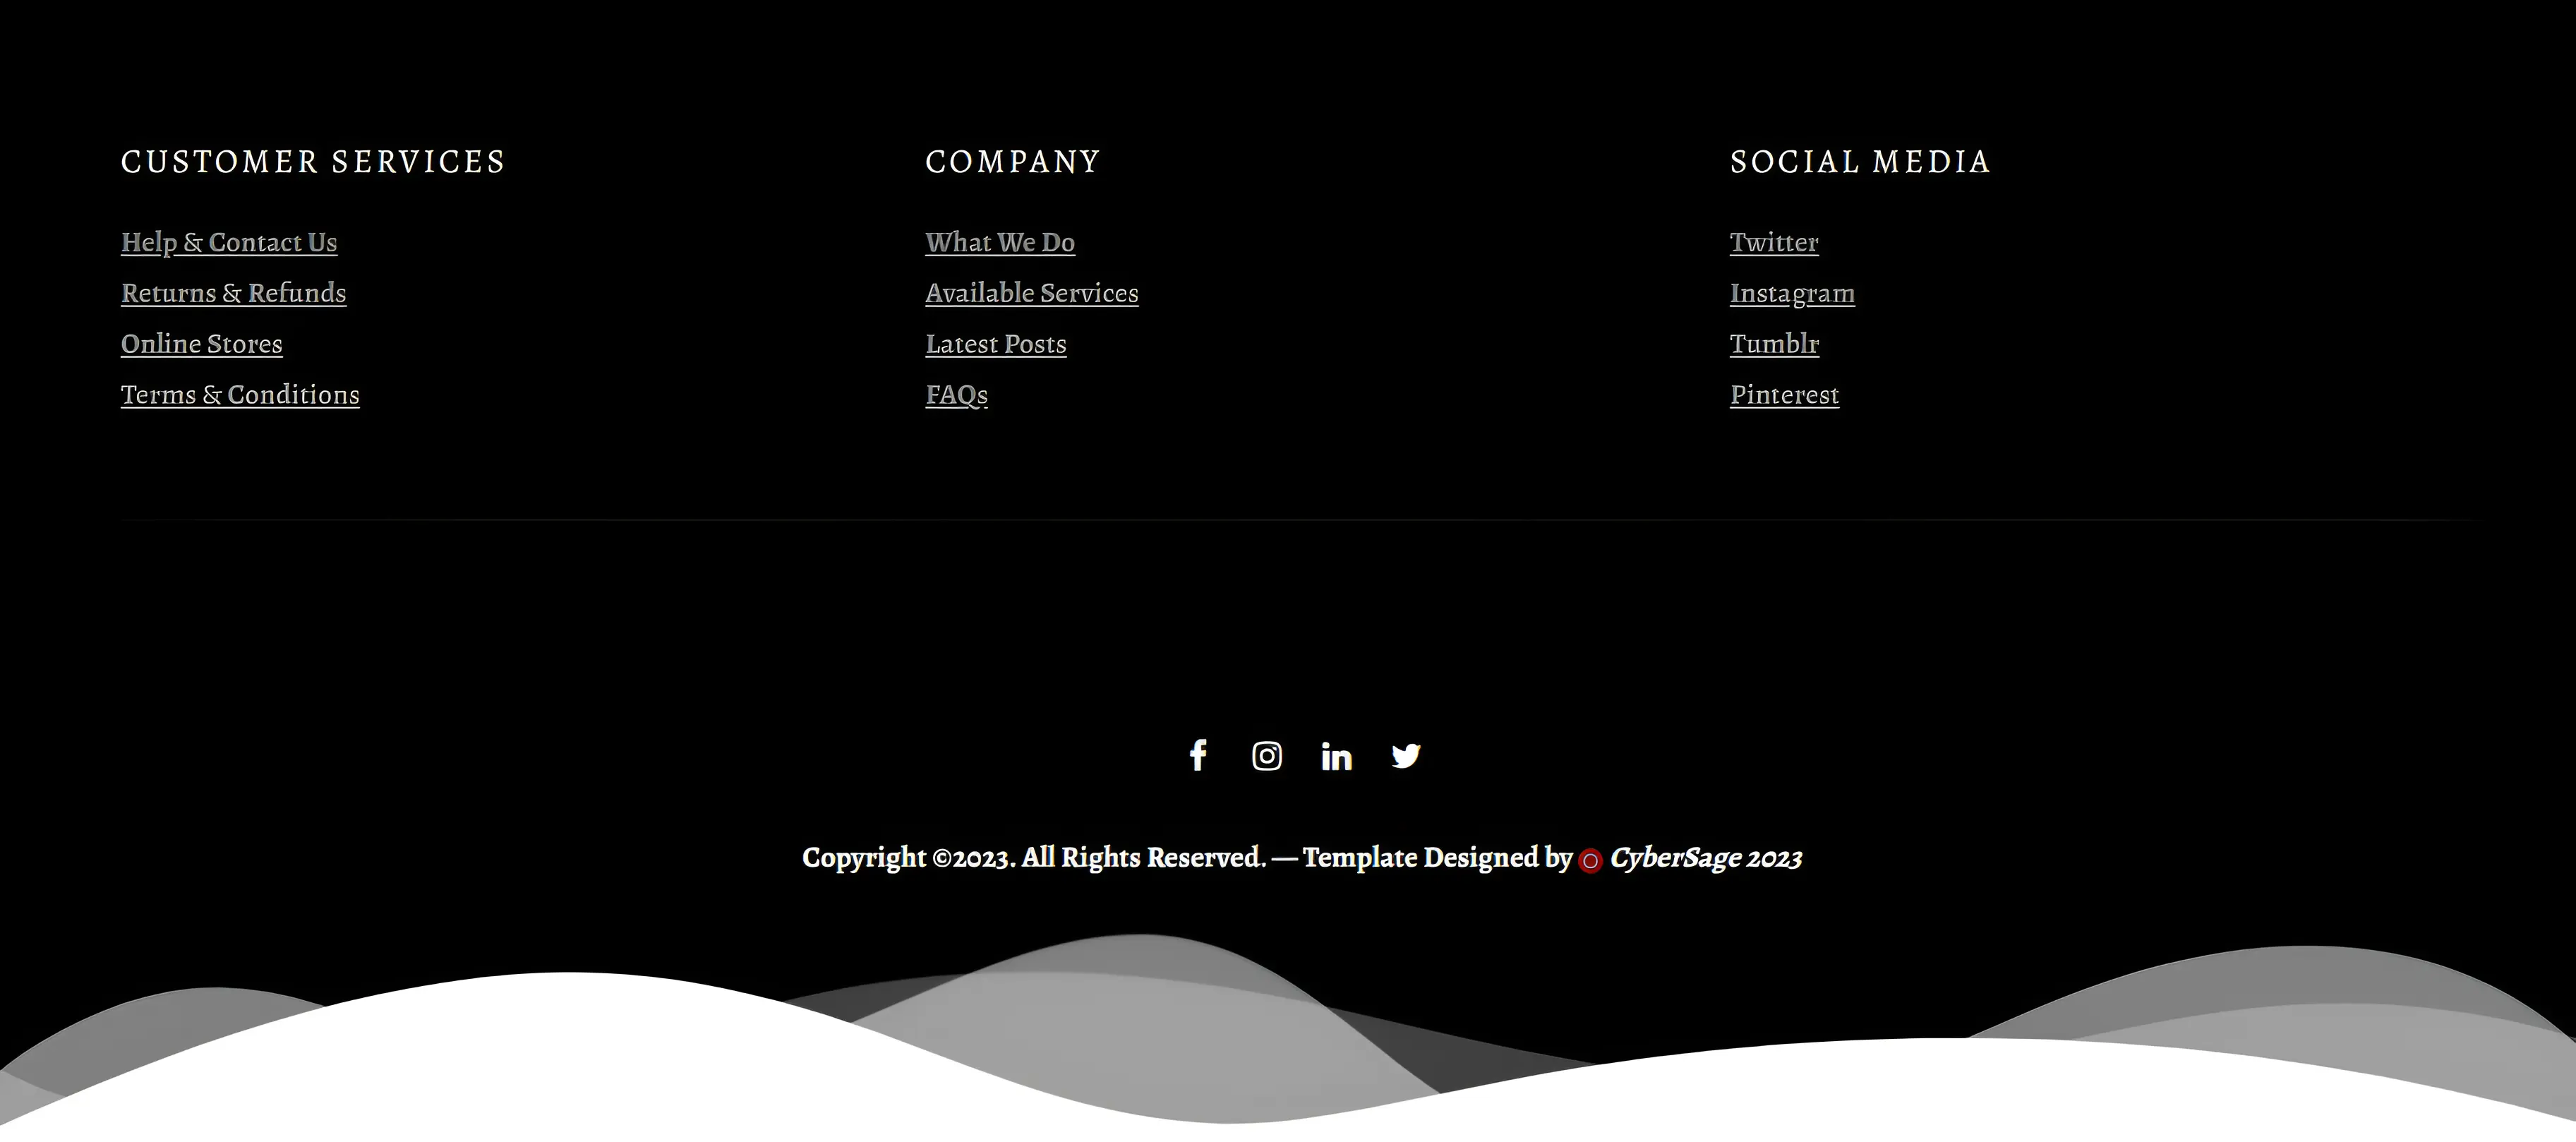 CUSTOMER SERVICES
Help & Contact Us
Returns & Refunds
Online Stores
Terms & Conditions
COMPANY
What We Do
Available Services
Latest Posts
FAQs
SOCIAL MEDIA
Twitter
Instagram
Tumblr
Pinterest
Copyright ©2023. All Rights Reserved. — Template Designed by CyberSage 2023